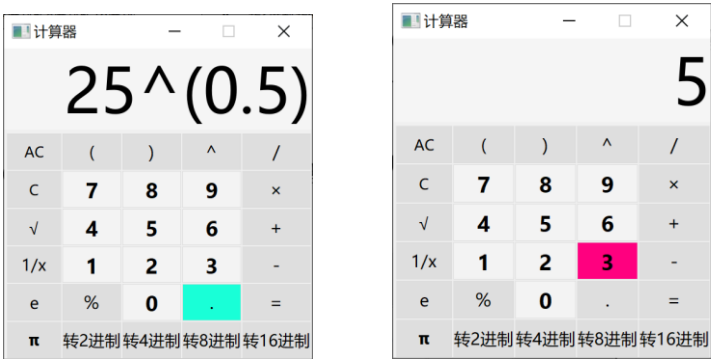 计算器
25^(0.5)
AC ( ) ^ /
C 7 8 9 ×
√ 4 5 6 +
1/x 1 2 3 -
e % 0 . =
π 转2进制 转4进制 转8进制 转16进制
计算器
5
AC ( ) ^ /
C 7 8 9 ×
√ 4 5 6 +
1/x 1 2 3 -
e % 0 . =
π 转2进制 转4进制 转8进制 转16进制